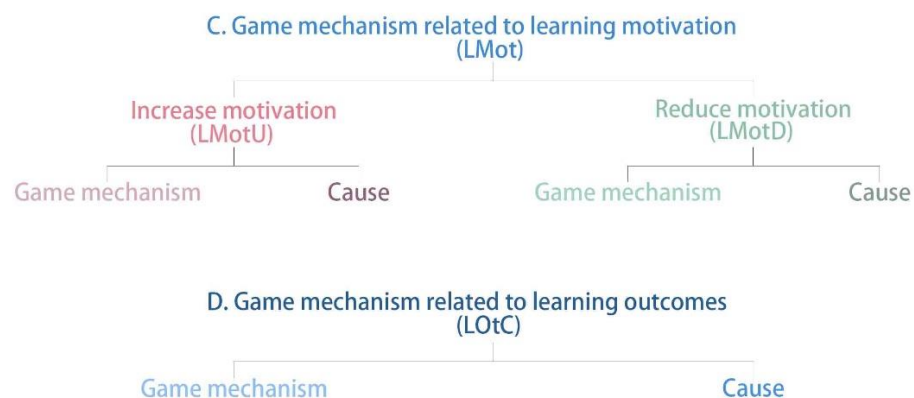 C. Game mechanism related to learning motivation
(LMot)
Increase motivation
(LMotU)
Reduce motivation
(LMotD)
Game mechanism
Cause
Game mechanism
Cause
D. Game mechanism related to learning outcomes
(LOtC)
Game mechanism
Cause